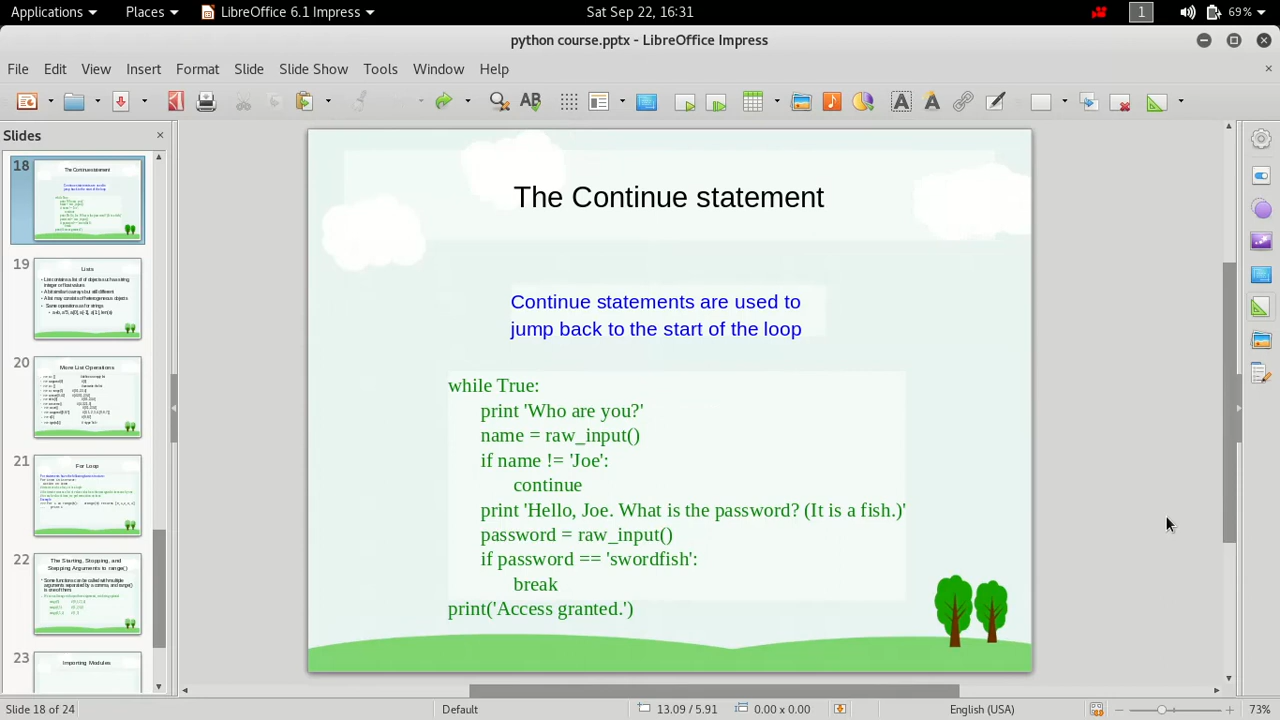 Applications Places LibreOffice 6.1 Impress Sat Sep 22, 16:31 1 69%
python course.pptx - LibreOffice Impress
File Edit View Insert Format Slide Slide Show Tools Window Help
Slides
18
The Continue statement
19
Lists
20
More List Operations
21
For Loop
22
The Starting, Stopping, and
Stepping Arguments to range()
23
Importing Modules
The Continue statement
Continue statements are used to
jump back to the start of the loop
while True:
print 'Who are you?'
name = raw_input()
if name != 'Joe':
continue
print 'Hello, Joe. What is the password? (It is a fish.)'
password = raw_input()
if password == 'swordfish':
break
print('Access granted.')
Slide 18 of 24 Default 13.09 / 5.91 0.00 x 0.00 English (USA) 73%